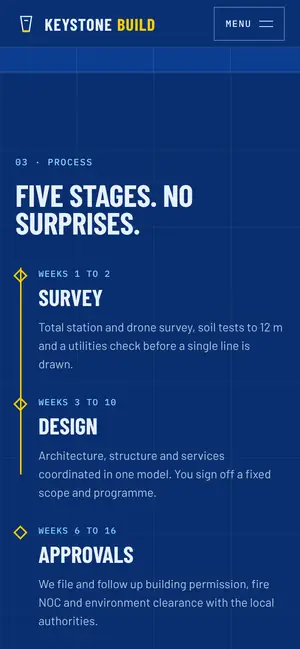 KEYSTONE BUILD
MENU
03 · PROCESS
FIVE STAGES. NO
SURPRISES.
WEEKS 1 TO 2
SURVEY
Total station and drone survey, soil tests to 12 m
and a utilities check before a single line is
drawn.
WEEKS 3 TO 10
DESIGN
Architecture, structure and services
coordinated in one model. You sign off a fixed
scope and programme.
WEEKS 6 TO 16
APPROVALS
We file and follow up building permission, fire
NOC and environment clearance with the local
authorities.